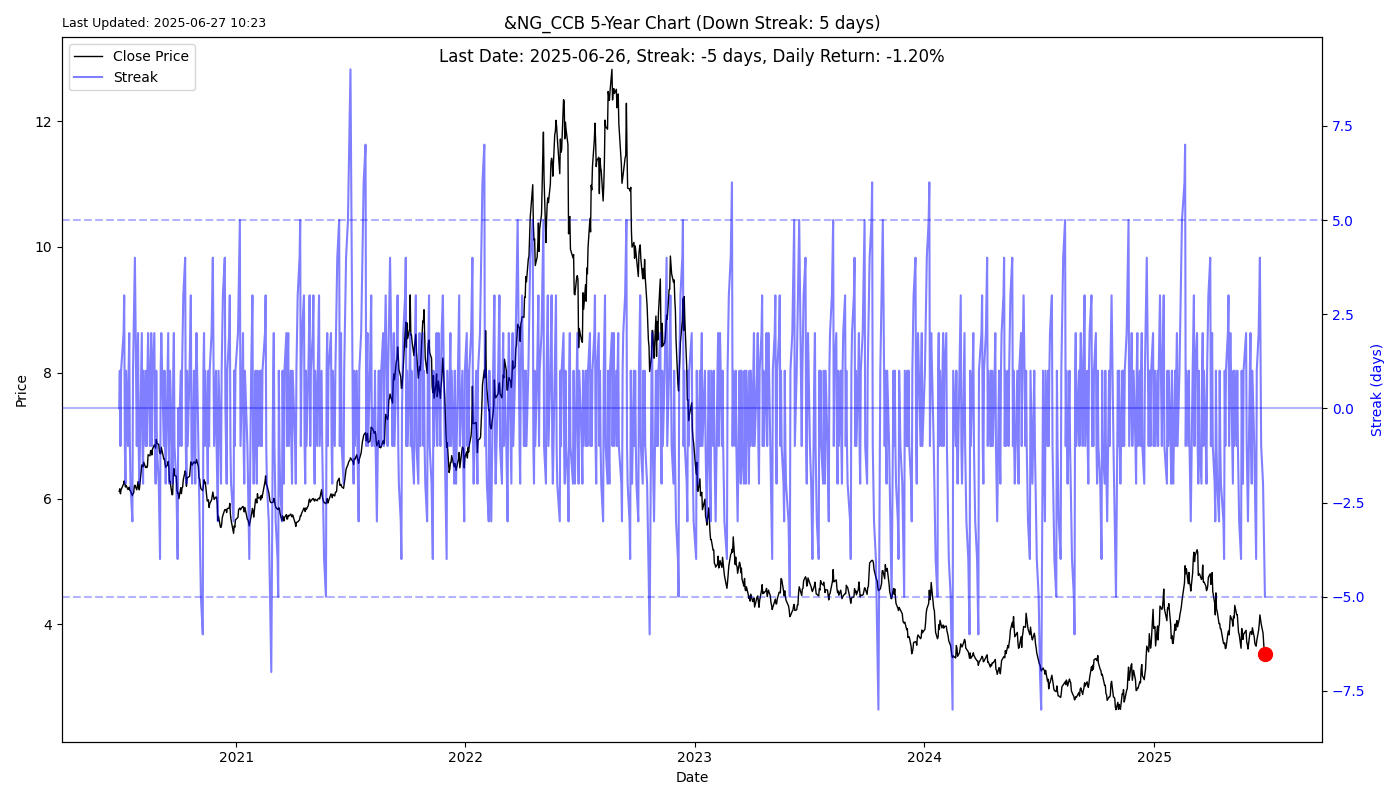 Last Updated: 2025-06-27 10:23
&NG_CCB 5-Year Chart (Down Streak: 5 days)
Last Date: 2025-06-26, Streak: -5 days, Daily Return: -1.20%
Close Price
Streak
12
10
8
6
4
Price
7.5
5.0
2.5
0.0
−2.5
−5.0
−7.5
Streak (days)
2021
2022
2023
2024
2025
Date